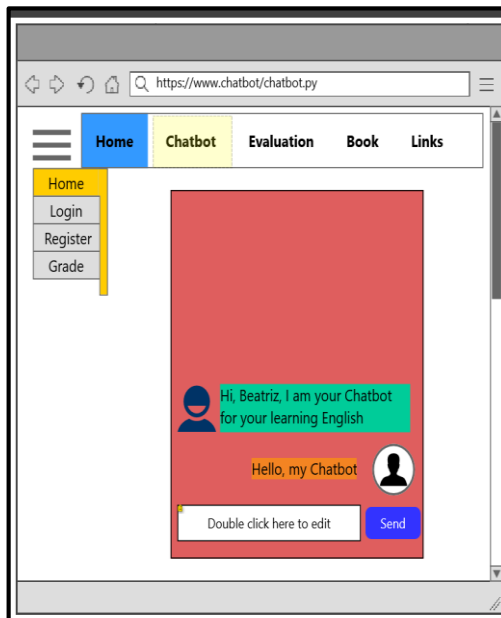 https://www.chatbot/chatbot.py
Home Chatbot Evaluation Book Links
Home
Login
Register
Grade
Hi, Beatriz, I am your Chatbot
for your learning English
Hello, my Chatbot
Double click here to edit
Send